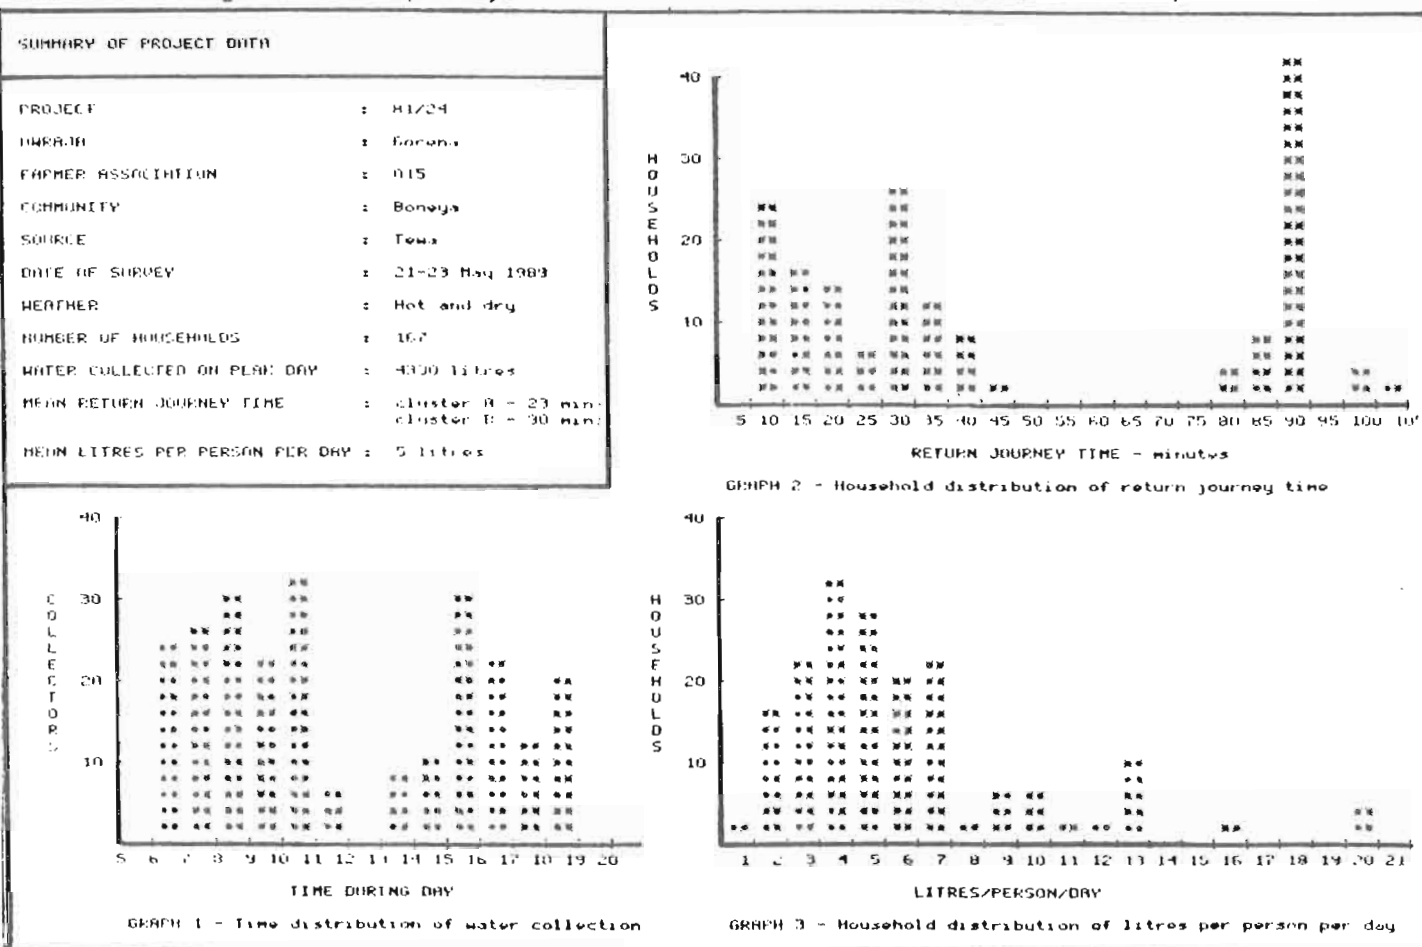 SUMMARY OF PROJECT DATA
PROJECT : 81/24
AWRAJA :
FARMER ASSOCIATION : 015
COMMUNITY : Boneya
SOURCE : Towa
DATE OF SURVEY : 21-23 May 1983
WEATHER : Hot and dry
NUMBER OF HOUSEHOLDS : 167
WATER COLLECTED ON PEAK DAY : 4300 litres
MEAN RETURN JOURNEY TIME : cluster A - 23 min
cluster B - 90 min
MEAN LITRES PER PERSON PER DAY : 5 litres
HOUSEHOLDS
40
30
20
10
5 10 15 20 25 30 35 40 45 50 55 60 65 70 75 80 85 90 95 100
RETURN JOURNEY TIME - minutes
GRAPH 2 - Household distribution of return journey time
COLLECTORS
40
30
20
10
5 6 7 8 9 10 11 12 13 14 15 16 17 18 19 20
TIME DURING DAY
GRAPH 1 - Time distribution of water collection
HOUSEHOLDS
40
30
20
10
1 2 3 4 5 6 7 8 9 10 11 12 13 14 15 16 17 18 19 20 21
LITRES/PERSON/DAY
GRAPH 3 - Household distribution of litres per person per day